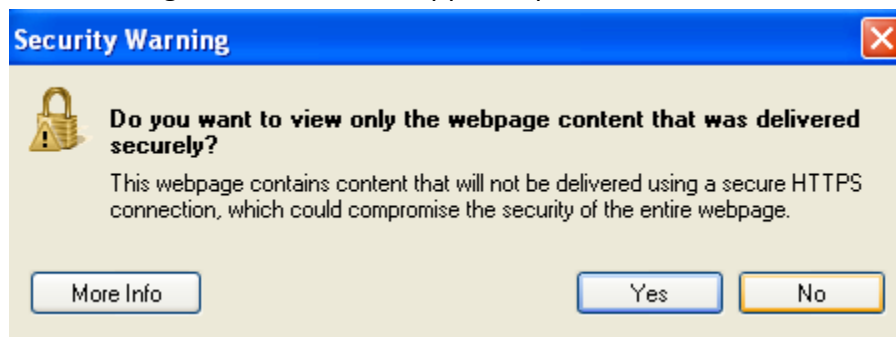 Security Warning
Do you want to view only the webpage content that was delivered
securely?
This webpage contains content that will not be delivered using a secure HTTPS
connection, which could compromise the security of the entire webpage.
More Info Yes No